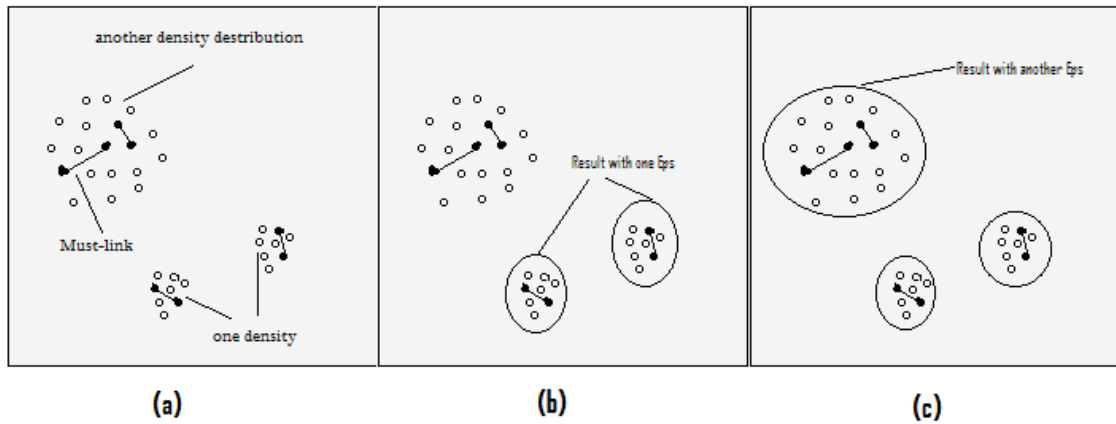 another density destribution
Must-link
one density
Result with one Eps
Result with another Eps
(a)
(b)
(c)